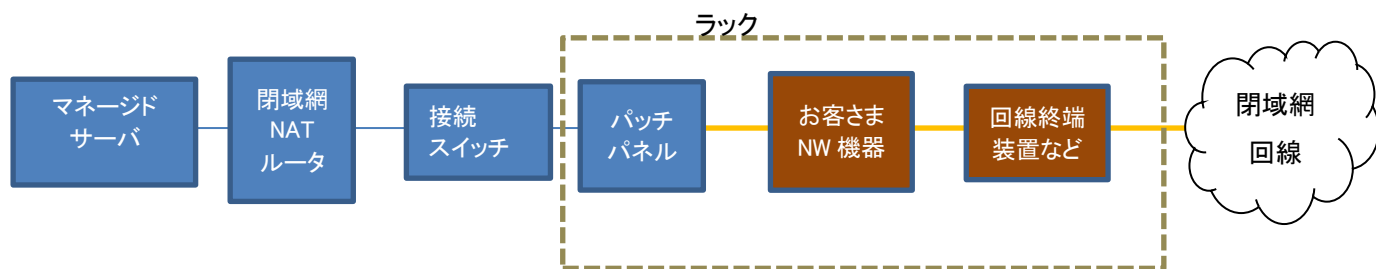 ラック
マネージド
サーバ
閉域網
NAT
ルータ
接続
スイッチ
パッチ
パネル
お客さま
NW 機器
回線終端
装置など
閉域網
回線